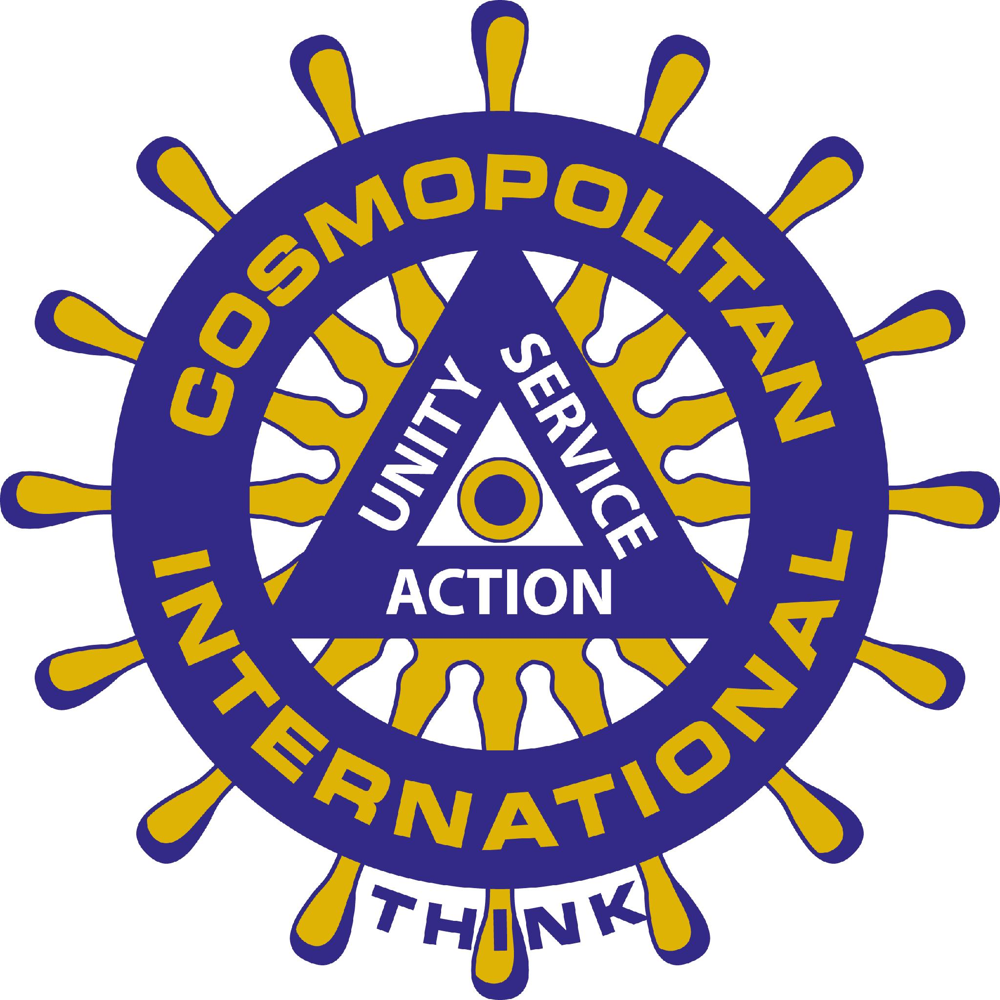 COSMOPOLITAN
UNITY
SERVICE
ACTION
INTERNATIONAL
THINK